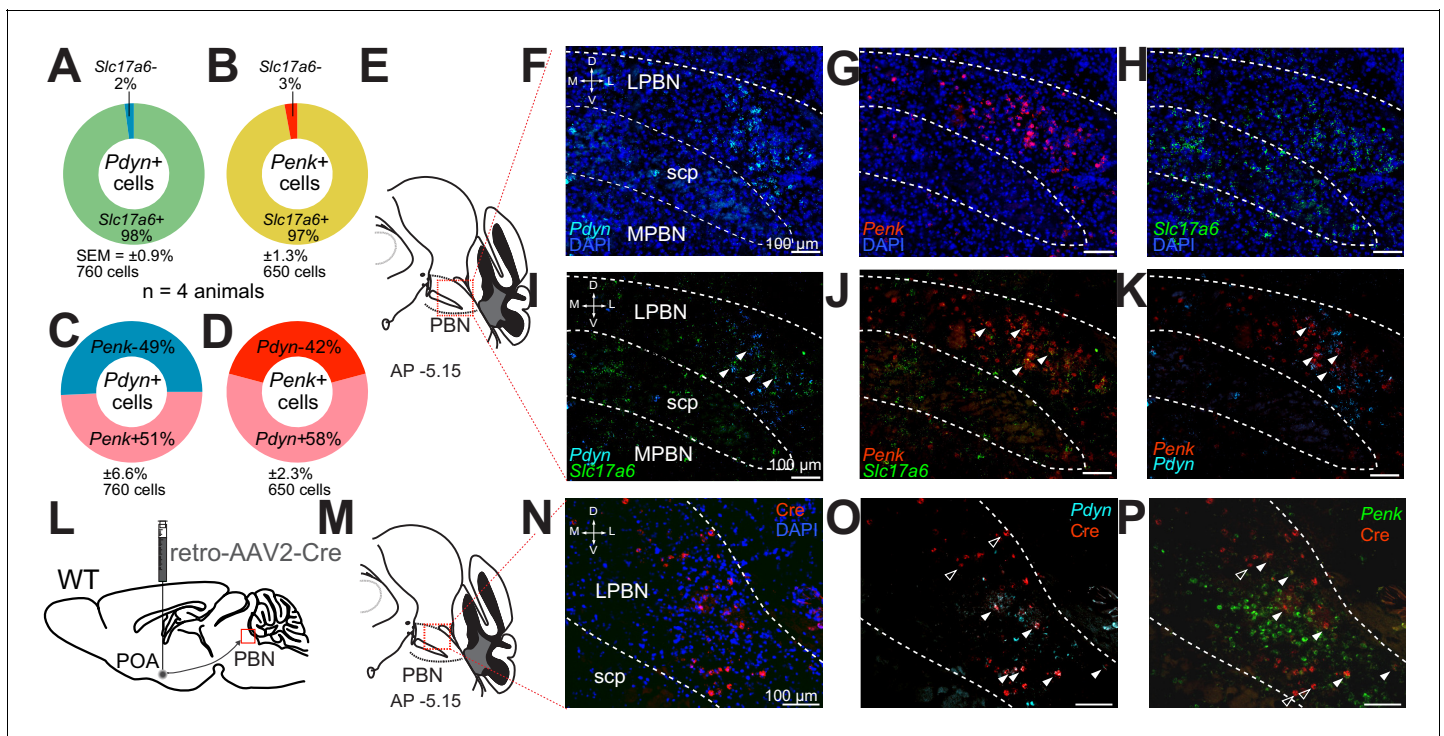 A
Slc17a6-
2%
Pdyn+
cells
Slc17a6+
98%
SEM = ±0.9%
760 cells
B
Slc17a6-
3%
Penk+
cells
Slc17a6+
97%
±1.3%
650 cells
n = 4 animals
C
Penk-49%
Pdyn+
cells
Penk+51%
±6.6%
760 cells
D
Pdyn-42%
Penk+
cells
Pdyn+58%
±2.3%
650 cells
E
PBN
AP -5.15
F
D
M L
V
LPBN
scp
MPBN
Pdyn
DAPI
100 µm
G
Penk
DAPI
H
Slc17a6
DAPI
I
D
M L
V
LPBN
scp
MPBN
Pdyn
Slc17a6
100 µm
J
Penk
Slc17a6
K
Penk
Pdyn
L
retro-AAV2-Cre
WT
POA
PBN
M
PBN
AP -5.15
N
D
M L
V
Cre
DAPI
LPBN
scp
100 µm
O
Pdyn
Cre
P
Penk
Cre